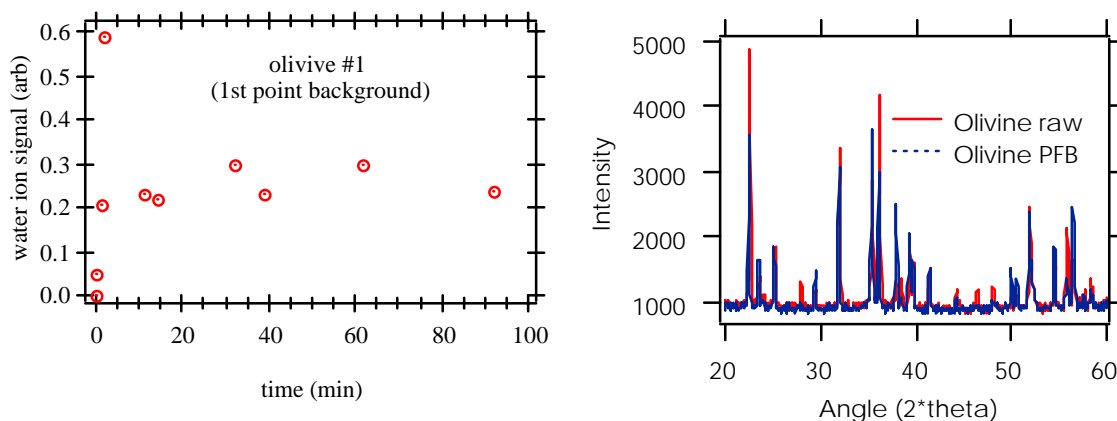 0.6
0.5
0.4
0.3
0.2
0.1
0.0
water ion signal (arb)
olivive #1
(1st point background)
0 20 40 60 80 100
time (min)
5000
4000
3000
2000
1000
Intensity
Olivine raw
Olivine PFB
20 30 40 50 60
Angle (2*theta)